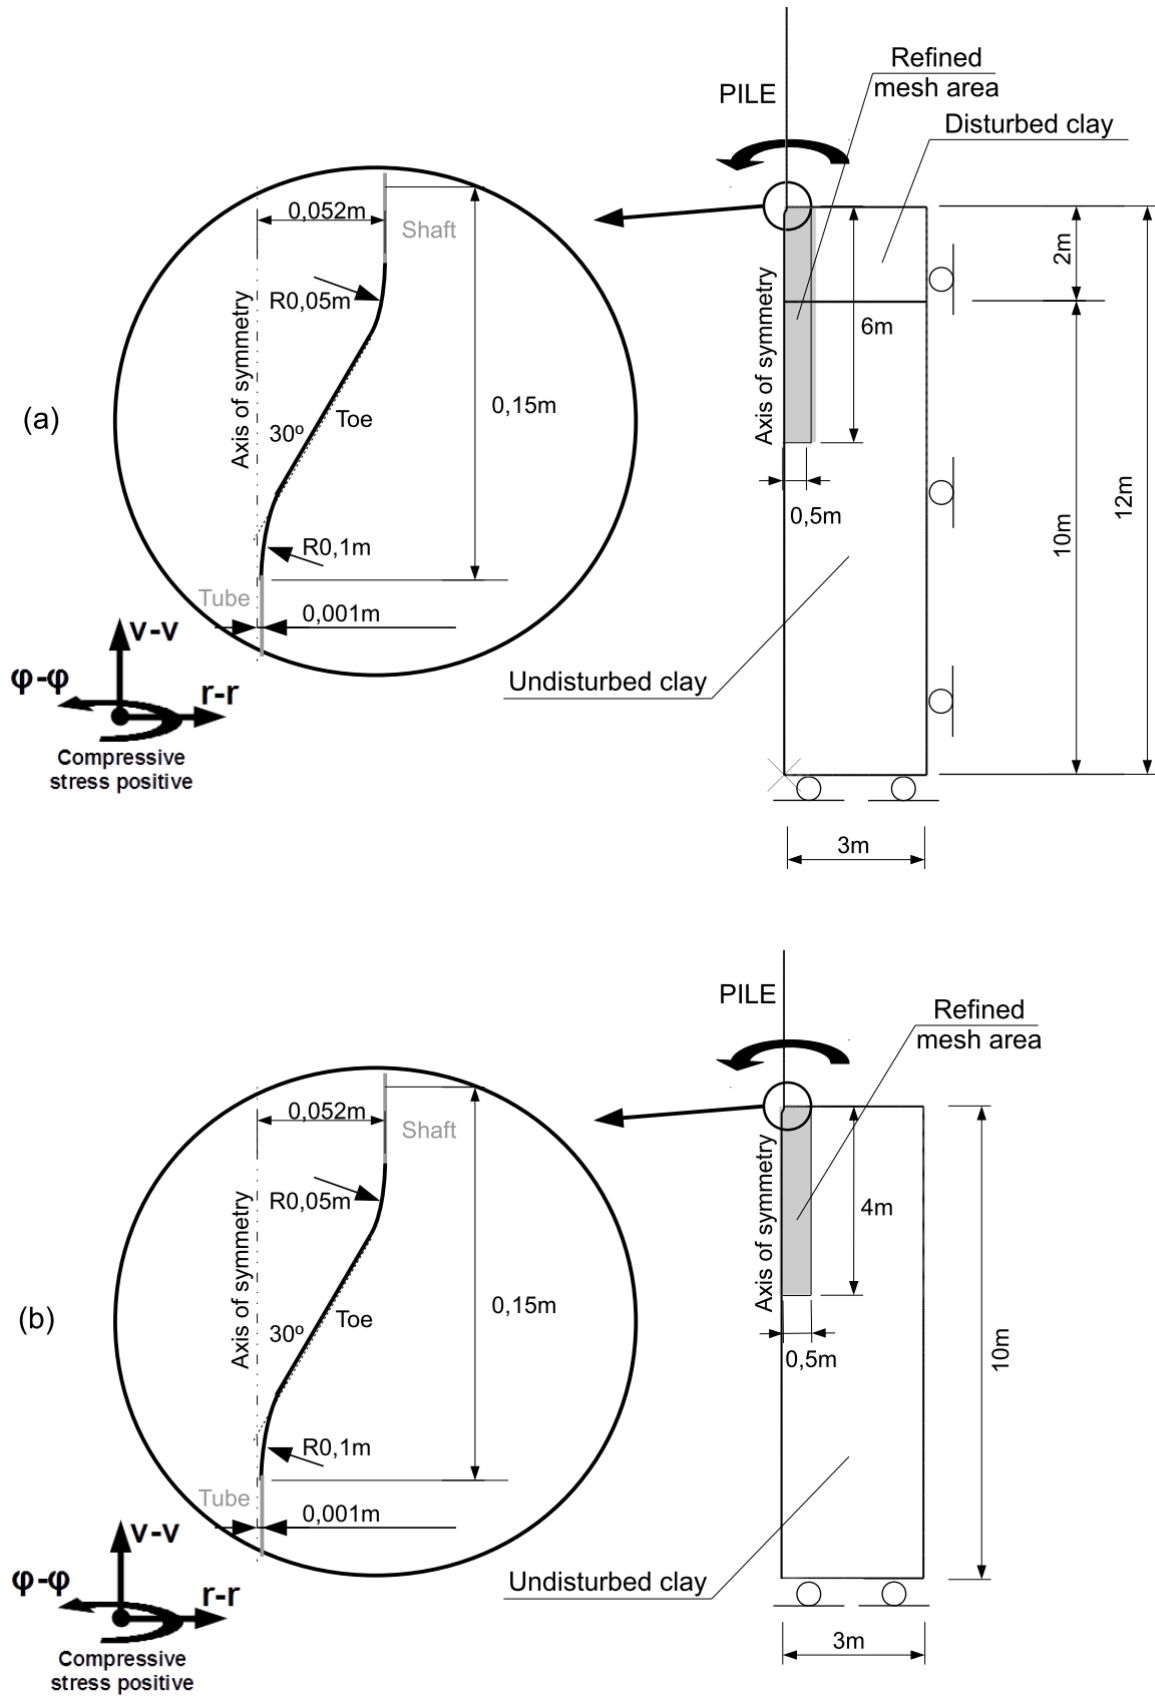 Refined
mesh area
PILE
Disturbed clay
0,052m
Shaft
R0,05m
Axis of symmetry
0,15m
Toe
30º
R0,1m
Tube
0,001m
(a)
2m
6m
Axis of symmetry
0,5m
10m
12m
Undisturbed clay
3m
v-v
φ-φ
r-r
Compressive
stress positive
PILE
Refined
mesh area
0,052m
Shaft
R0,05m
Axis of symmetry
0,15m
Toe
30º
R0,1m
Tube
0,001m
(b)
4m
Axis of symmetry
0,5m
10m
Undisturbed clay
3m
v-v
φ-φ
r-r
Compressive
stress positive